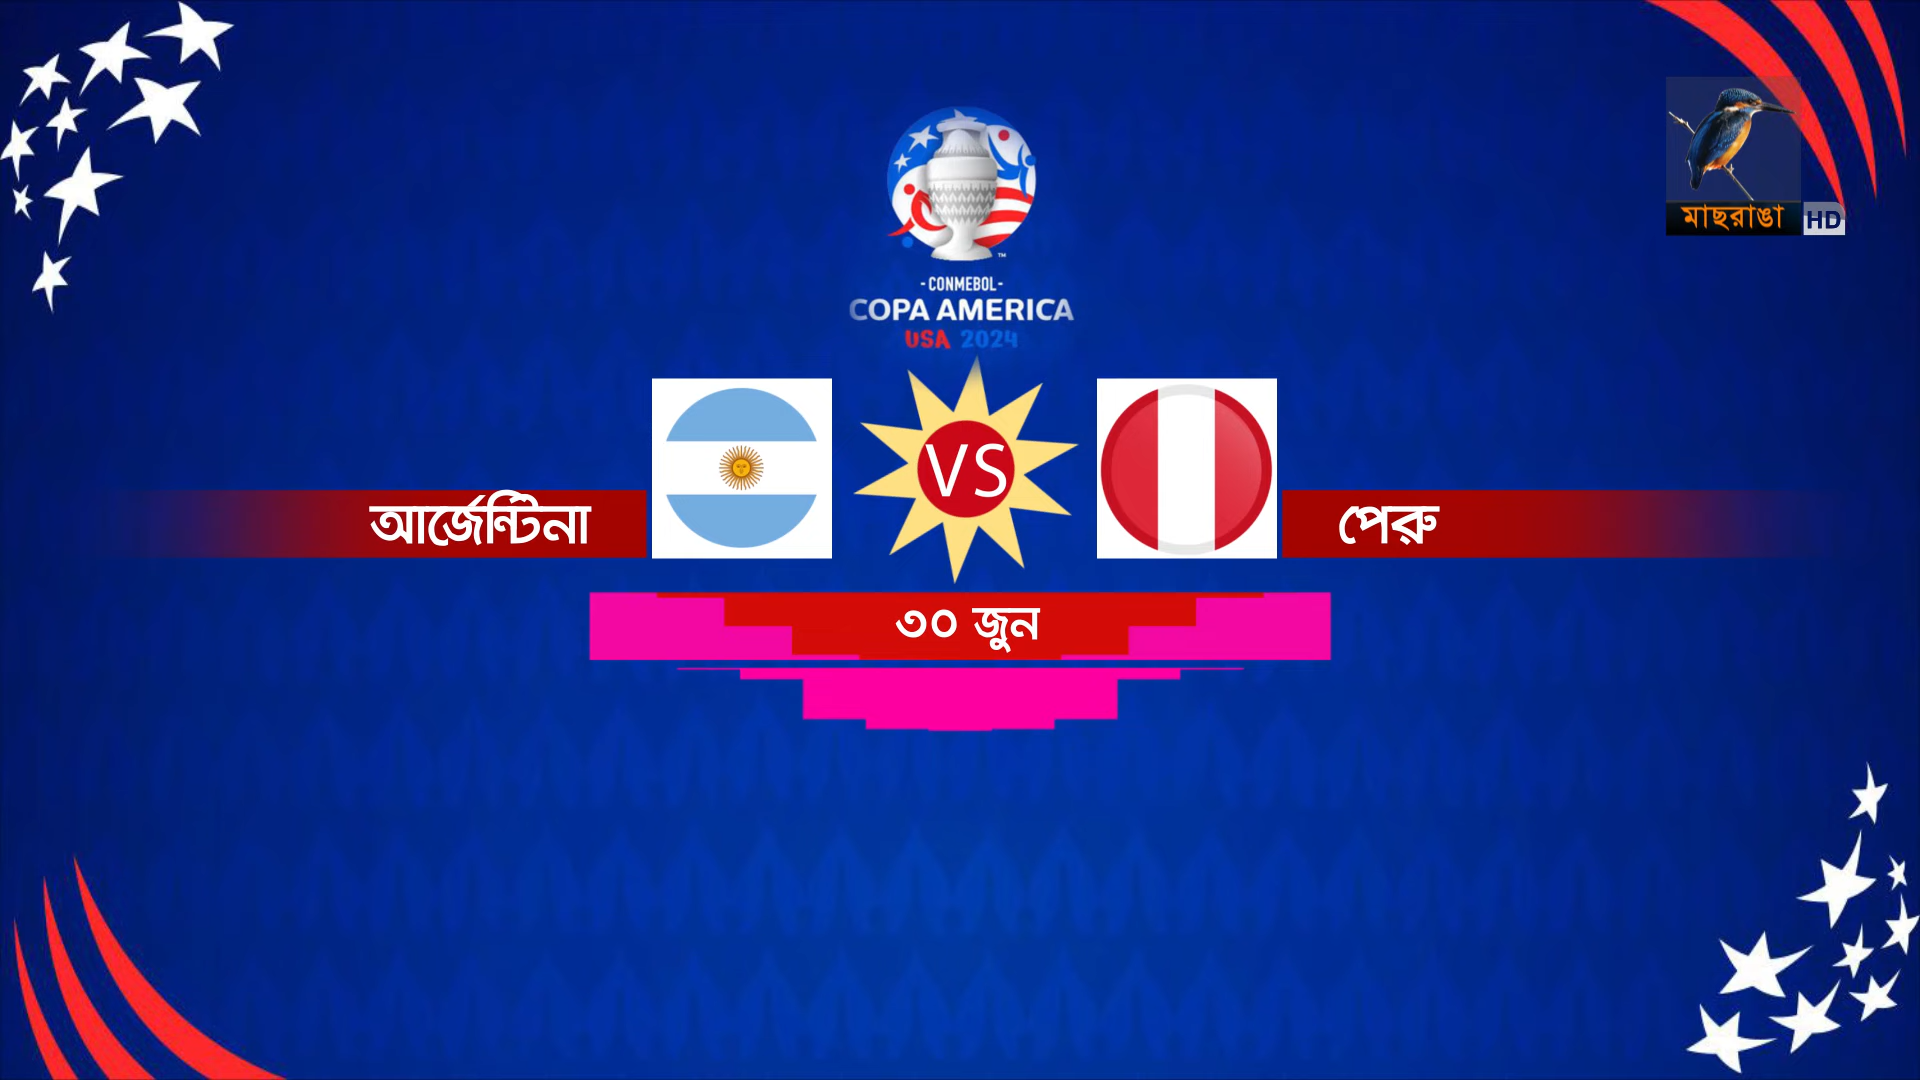 মাছরাঙা HD
- CONMEBOL -
COPA AMERICA
USA 2024
VS
আর্জেন্টিনা
পেরু
৩০ জুন